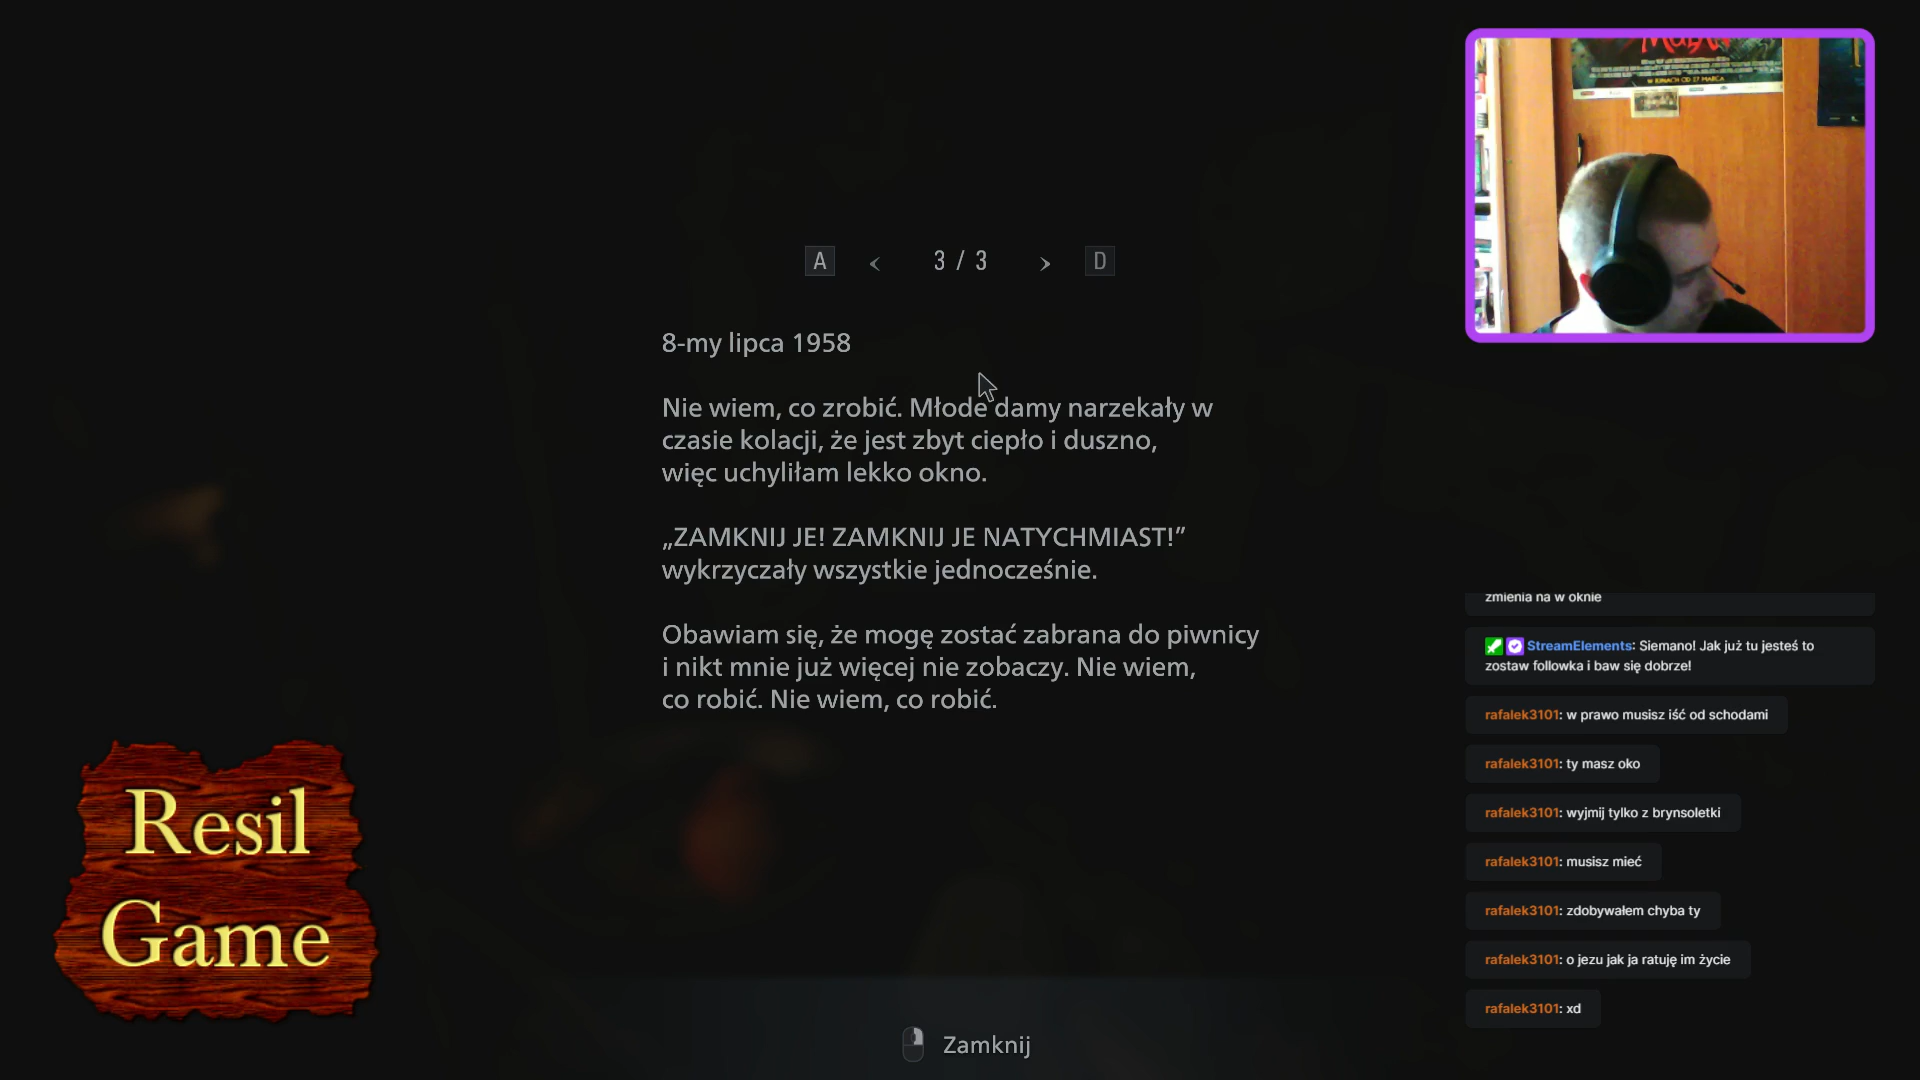 A < 3 / 3 > D
8-my lipca 1958
Nie wiem, co zrobić. Młode damy narzekały w
czasie kolacji, że jest zbyt ciepło i duszno,
więc uchyliłam lekko okno.
„ZAMKNIJ JE! ZAMKNIJ JE NATYCHMIAST!”
wykrzyczały wszystkie jednocześnie.
Obawiam się, że mogę zostać zabrana do piwnicy
i nikt mnie już więcej nie zobaczy. Nie wiem,
co robić. Nie wiem, co robić.
Zamknij
Resil
Game
W KINACH OD 27 MARCA
zmienia na w oknie
StreamElements: Siemano! Jak już tu jesteś to
zostaw followka i baw się dobrze!
rafalek3101: w prawo musisz iść od schodami
rafalek3101: ty masz oko
rafalek3101: wyjmij tylko z brynsoletki
rafalek3101: musisz mieć
rafalek3101: zdobywałem chyba ty
rafalek3101: o jezu jak ja ratuję im życie
rafalek3101: xd